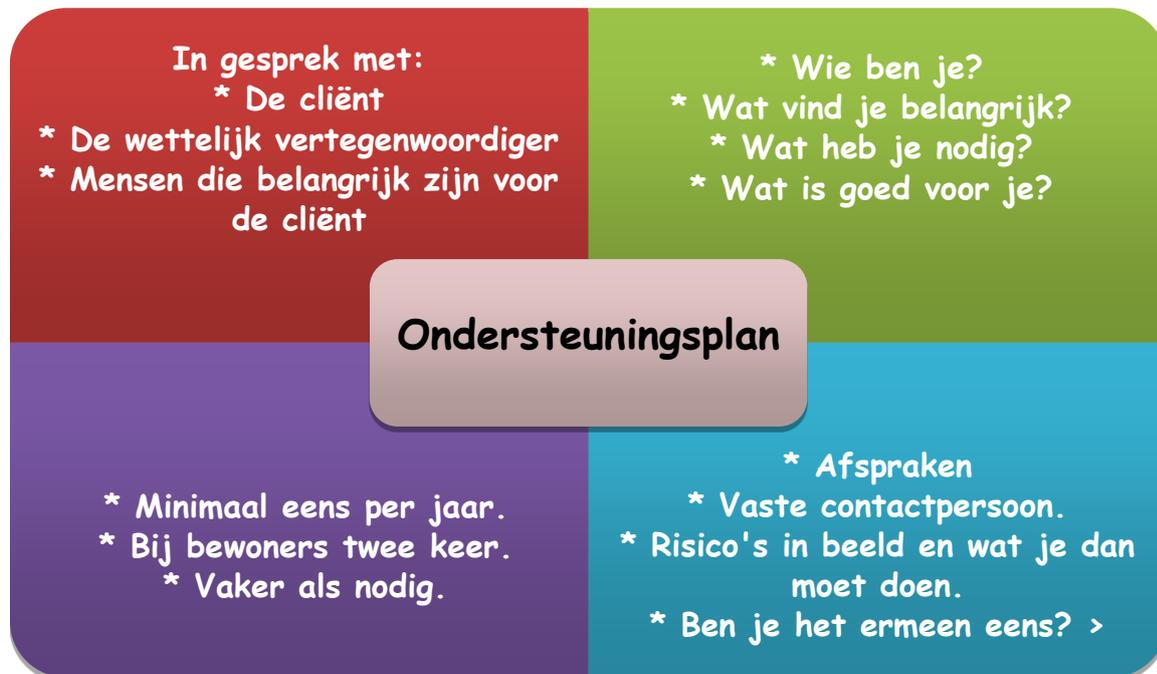 In gesprek met:
* De cliënt
* De wettelijk vertegenwoordiger
* Mensen die belangrijk zijn voor
de cliënt
* Wie ben je?
* Wat vind je belangrijk?
* Wat heb je nodig?
* Wat is goed voor je?
Ondersteuningsplan
* Minimaal eens per jaar.
* Bij bewoners twee keer.
* Vaker als nodig.
* Afspraken
* Vaste contactpersoon.
* Risico's in beeld en wat je dan
moet doen.
* Ben je het ermeen eens? >